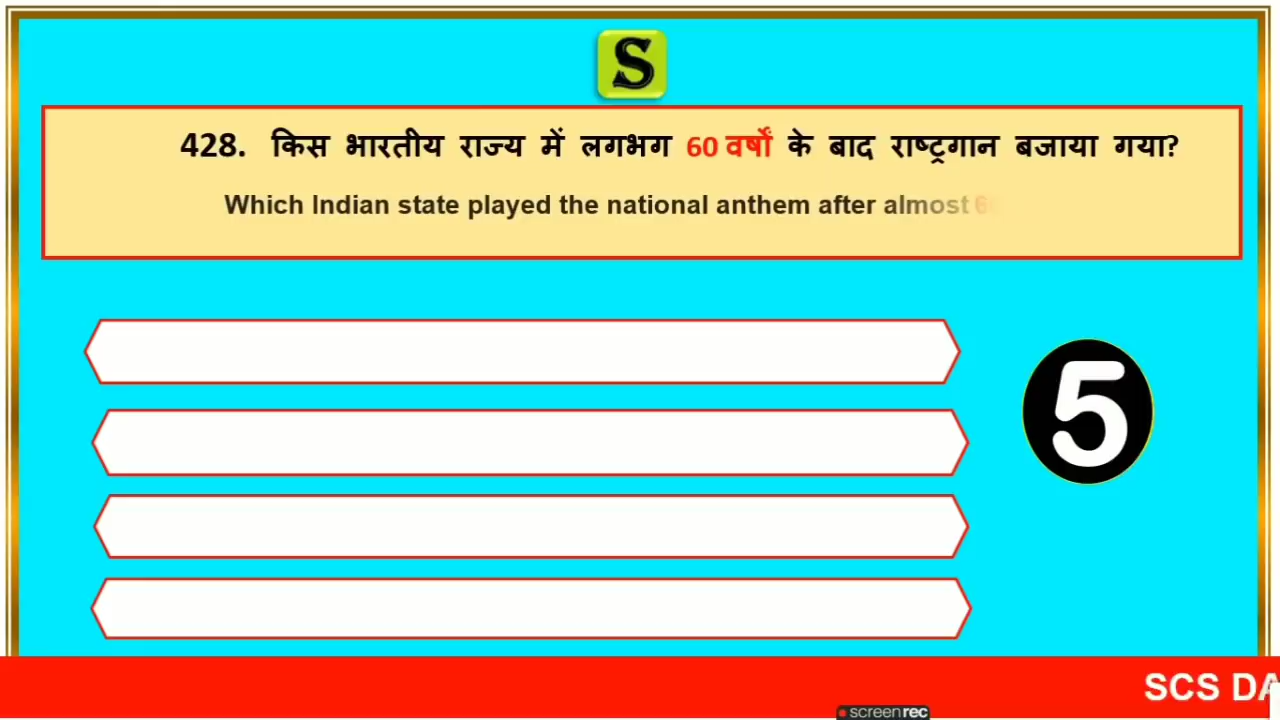 S
428. किस भारतीय राज्य में लगभग 60 वर्षों के बाद राष्ट्रगान बजाया गया?
Which Indian state played the national anthem after almost
5
SCS DA
screenrec